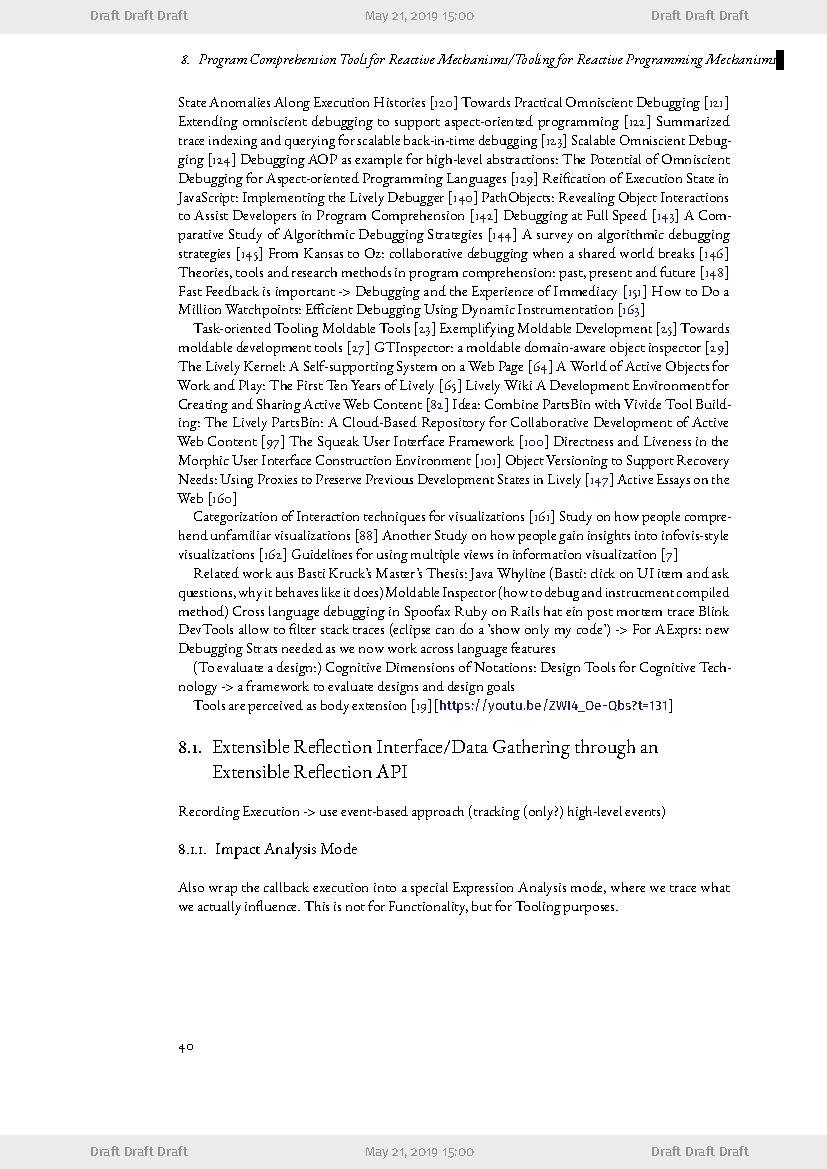 Draft Draft Draft May 21, 2019 15:00 Draft Draft Draft
8. Program Comprehension Tools for Reactive Mechanisms/Tooling for Reactive Programming Mechanisms
State Anomalies Along Execution Histories [120] Towards Practical Omniscient Debugging [121]
Extending omniscient debugging to support aspect-oriented programming [122] Summarized
trace indexing and querying for scalable back-in-time debugging [123] Scalable Omniscient Debug-
ging [124] Debugging AOP as example for high-level abstractions: The Potential of Omniscient
Debugging for Aspect-oriented Programming Languages [129] Reification of Execution State in
JavaScript: Implementing the Lively Debugger [140] PathObjects: Revealing Object Interactions
to Assist Developers in Program Comprehension [142] Debugging at Full Speed [143] A Com-
parative Study of Algorithmic Debugging Strategies [144] A survey on algorithmic debugging
strategies [145] From Kansas to Oz: collaborative debugging when a shared world breaks [146]
Theories, tools and research methods in program comprehension: past, present and future [148]
Fast Feedback is important -> Debugging and the Experience of Immediacy [151] How to Do a
Million Watchpoints: Efficient Debugging Using Dynamic Instrumentation [163]
Task-oriented Tooling Moldable Tools [23] Exemplifying Moldable Development [25] Towards
moldable development tools [27] GTInspector: a moldable domain-aware object inspector [29]
The Lively Kernel: A Self-supporting System on a Web Page [64] A World of Active Objects for
Work and Play: The First Ten Years of Lively [65] Lively Wiki A Development Environment for
Creating and Sharing Active Web Content [82] Idea: Combine PartsBin with Vivide Tool Build-
ing: The Lively PartsBin: A Cloud-Based Repository for Collaborative Development of Active
Web Content [97] The Squeak User Interface Framework [100] Directness and Liveness in the
Morphic User Interface Construction Environment [101] Object Versioning to Support Recovery
Needs: Using Proxies to Preserve Previous Development States in Lively [147] Active Essays on the
Web [160]
Categorization of Interaction techniques for visualizations [161] Study on how people compre-
hend unfamiliar visualizations [88] Another Study on how people gain insights into infovis-style
visualizations [162] Guidelines for using multiple views in information visualization [7]
Related work aus Basti Kruck's Master's Thesis: Java Whyline (Basti: click on UI item and ask
questions, why it behaves like it does) Moldable Inspector (how to debug and instrucment compiled
method) Cross language debugging in Spoofax Ruby on Rails hat ein post mortem trace Blink
DevTools allow to filter stack traces (eclipse can do a 'show only my code') -> For AExprs: new
Debugging Strats needed as we now work across language features
(To evaluate a design:) Cognitive Dimensions of Notations: Design Tools for Cognitive Tech-
nology -> a framework to evaluate designs and design goals
Tools are perceived as body extension [19][https://youtu.be/ZWI4_Oe-Qbs?t=131]
8.1. Extensible Reflection Interface/Data Gathering through an
Extensible Reflection API
Recording Execution -> use event-based approach (tracking (only?) high-level events)
8.1.1. Impact Analysis Mode
Also wrap the callback execution into a special Expression Analysis mode, where we trace what
we actually influence. This is not for Functionality, but for Tooling purposes.
40
Draft Draft Draft May 21, 2019 15:00 Draft Draft Draft